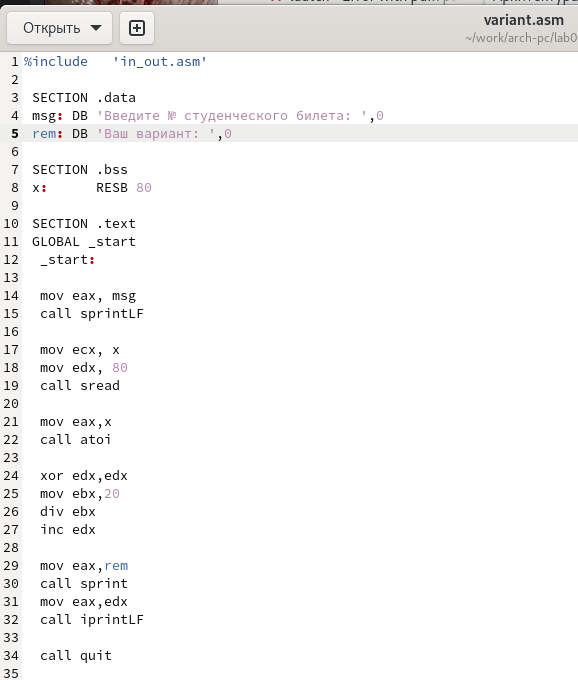 Открыть
variant.asm
~/work/arch-pc/lab0
1 %include   'in_out.asm'
2
3  SECTION .data
4  msg: DB 'Введите № студенческого билета: ',0
5  rem: DB 'Ваш вариант: ',0
6
7  SECTION .bss
8  x:      RESB 80
9
10  SECTION .text
11  GLOBAL _start
12   _start:
13
14   mov eax, msg
15   call sprintLF
16
17   mov ecx, x
18   mov edx, 80
19   call sread
20
21   mov eax,x
22   call atoi
23
24   xor edx,edx
25   mov ebx,20
26   div ebx
27   inc edx
28
29   mov eax,rem
30   call sprint
31   mov eax,edx
32   call iprintLF
33
34   call quit
35